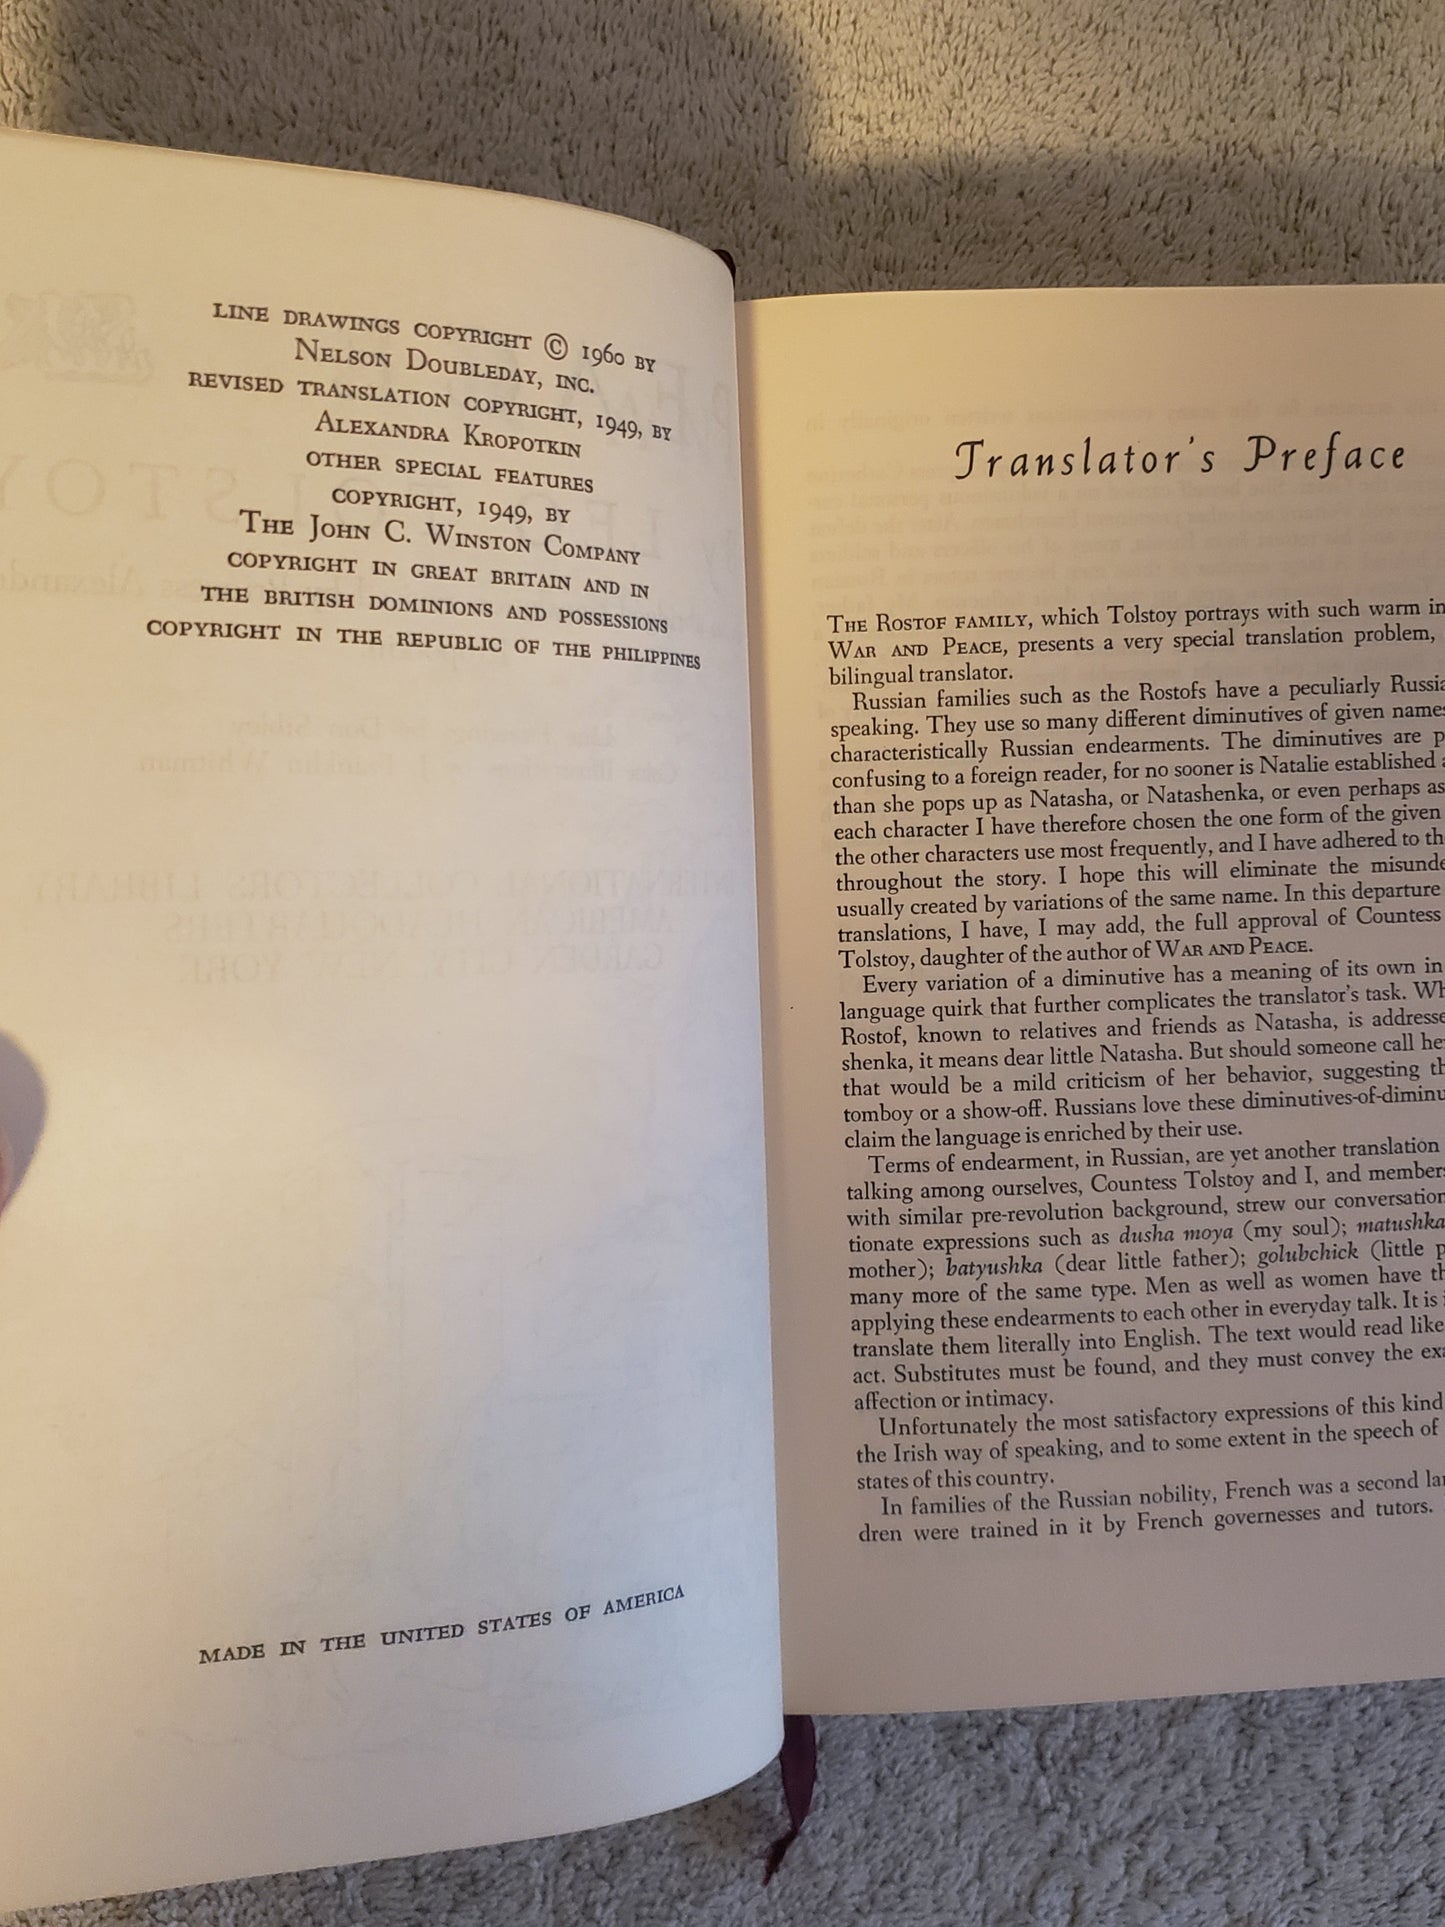 LINE DRAWINGS COPYRIGHT © 1960 BY
NELSON DOUBLEDAY, INC.
REVISED TRANSLATION COPYRIGHT, 1949, BY
ALEXANDRA KROPOTKIN
OTHER SPECIAL FEATURES
COPYRIGHT, 1949, BY
THE JOHN C. WINSTON COMPANY
COPYRIGHT IN GREAT BRITAIN AND IN
THE BRITISH DOMINIONS AND POSSESSIONS
COPYRIGHT IN THE REPUBLIC OF THE PHILIPPINES
MADE IN THE UNITED STATES OF AMERICA
Translator's Preface
THE ROSTOF FAMILY, which Tolstoy portrays with such warm in
WAR AND PEACE, presents a very special translation problem,
bilingual translator.
Russian families such as the Rostofs have a peculiarly Russia
speaking. They use so many different diminutives of given names
characteristically Russian endearments. The diminutives are p
confusing to a foreign reader, for no sooner is Natalie established a
than she pops up as Natasha, or Natashenka, or even perhaps as
each character I have therefore chosen the one form of the given
the other characters use most frequently, and I have adhered to th
throughout the story. I hope this will eliminate the misunde
usually created by variations of the same name. In this departure
translations, I have, I may add, the full approval of Countess
Tolstoy, daughter of the author of WAR AND PEACE.
Every variation of a diminutive has a meaning of its own in
language quirk that further complicates the translator's task. Wh
Rostof, known to relatives and friends as Natasha, is addresse
shenka, it means dear little Natasha. But should someone call he
that would be a mild criticism of her behavior, suggesting th
tomboy or a show-off. Russians love these diminutives-of-diminu
claim the language is enriched by their use.
Terms of endearment, in Russian, are yet another translation
talking among ourselves, Countess Tolstoy and I, and members
with similar pre-revolution background, strew our conversation
tionate expressions such as dusha moya (my soul); matushka
mother); batyushka (dear little father); golubchick (little p
many more of the same type. Men as well as women have th
applying these endearments to each other in everyday talk. It is i
translate them literally into English. The text would read like
act. Substitutes must be found, and they must convey the exa
affection or intimacy.
Unfortunately the most satisfactory expressions of this kind
the Irish way of speaking, and to some extent in the speech of
states of this country.
In families of the Russian nobility, French was a second la
dren were trained in it by French governesses and tutors.